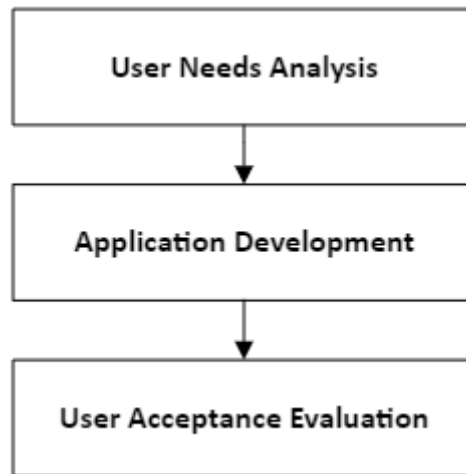 User Needs Analysis
Application Development
User Acceptance Evaluation